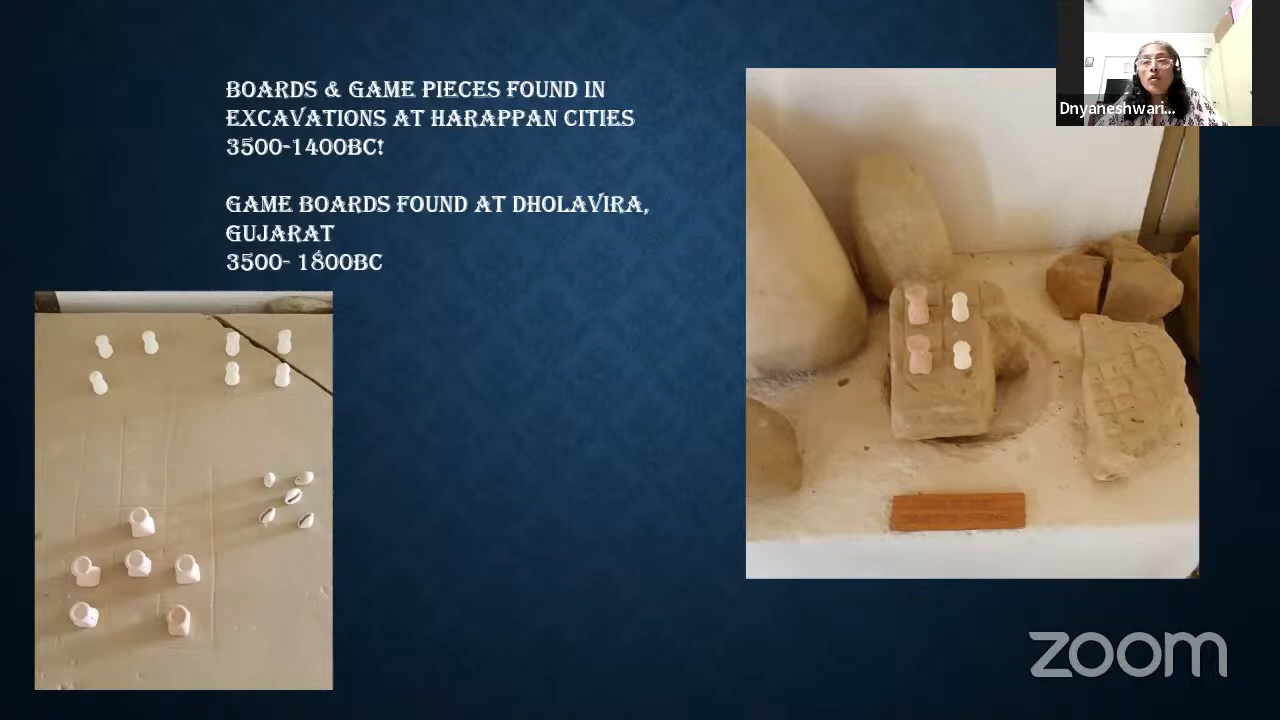 BOARDS & GAME PIECES FOUND IN
EXCAVATIONS AT HARAPPAN CITIES
3500-1400BC!
GAME BOARDS FOUND AT DHOLAVIRA,
GUJARAT
3500- 1800BC
Dnyaneshwari...
zoom